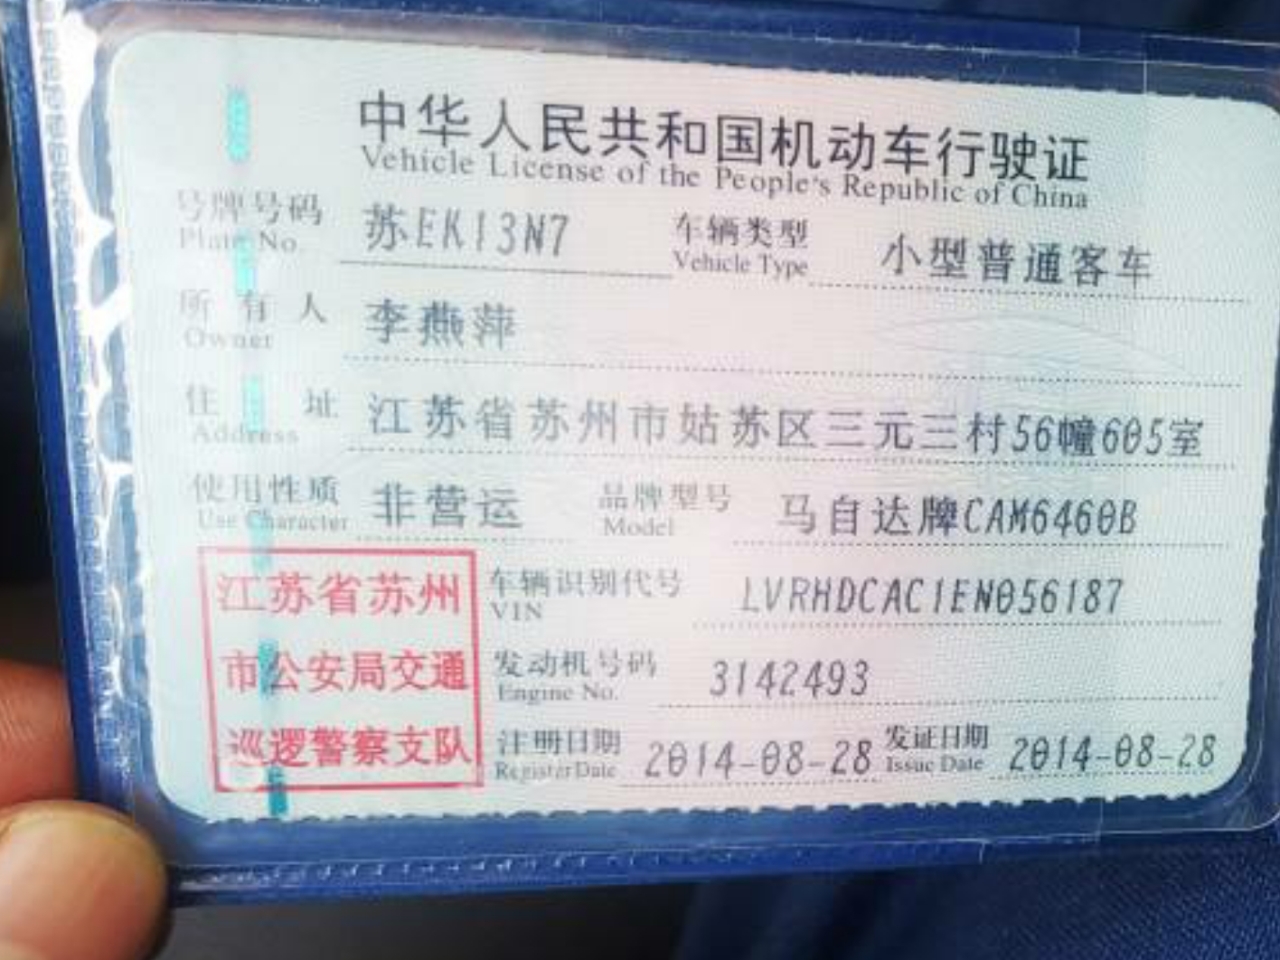 中华人民共和国机动车行驶证
Vehicle License of the People's Republic of China
号牌号码 苏EK13N7 车辆类型 小型普通客车
Plate No. Vehicle Type
所有人 李燕萍
Owner
住址 江苏省苏州市姑苏区三元三村56幢605室
Address
使用性质 非营运 品牌型号 马自达牌CAM6460B
Use Character Model
江苏省苏州
市公安局交通
巡逻警察支队
车辆识别代号 LVRHDCAC1EN056187
VIN
发动机号码 3142493
Engine No.
注册日期 2014-08-28 发证日期 2014-08-28
Register Date Issue Date